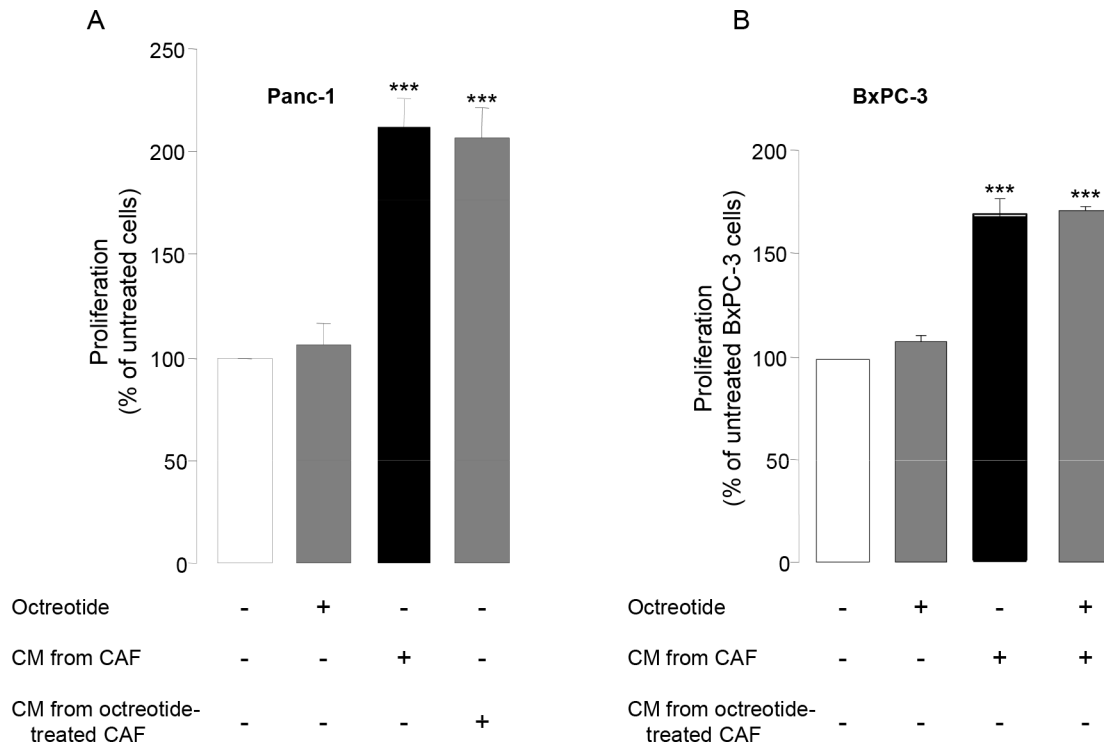 A
B
250
200
150
100
50
0
Proliferation
(% of untreated cells)
Panc-1
***
***
200
150
100
50
0
Proliferation
(% of untreated BxPC-3 cells)
BxPC-3
***
***
Octreotide - + - -
CM from CAF - - + -
CM from octreotide-
treated CAF - - - +
Octreotide - + - +
CM from CAF - - + +
CM from octreotide-
treated CAF - - - -